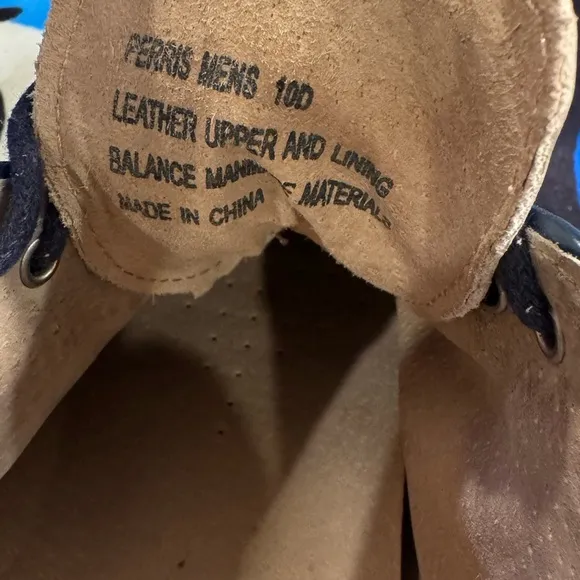 PERRIS MENS 10D
LEATHER UPPER AND LINING
BALANCE MATERIALS
MADE IN CHINA